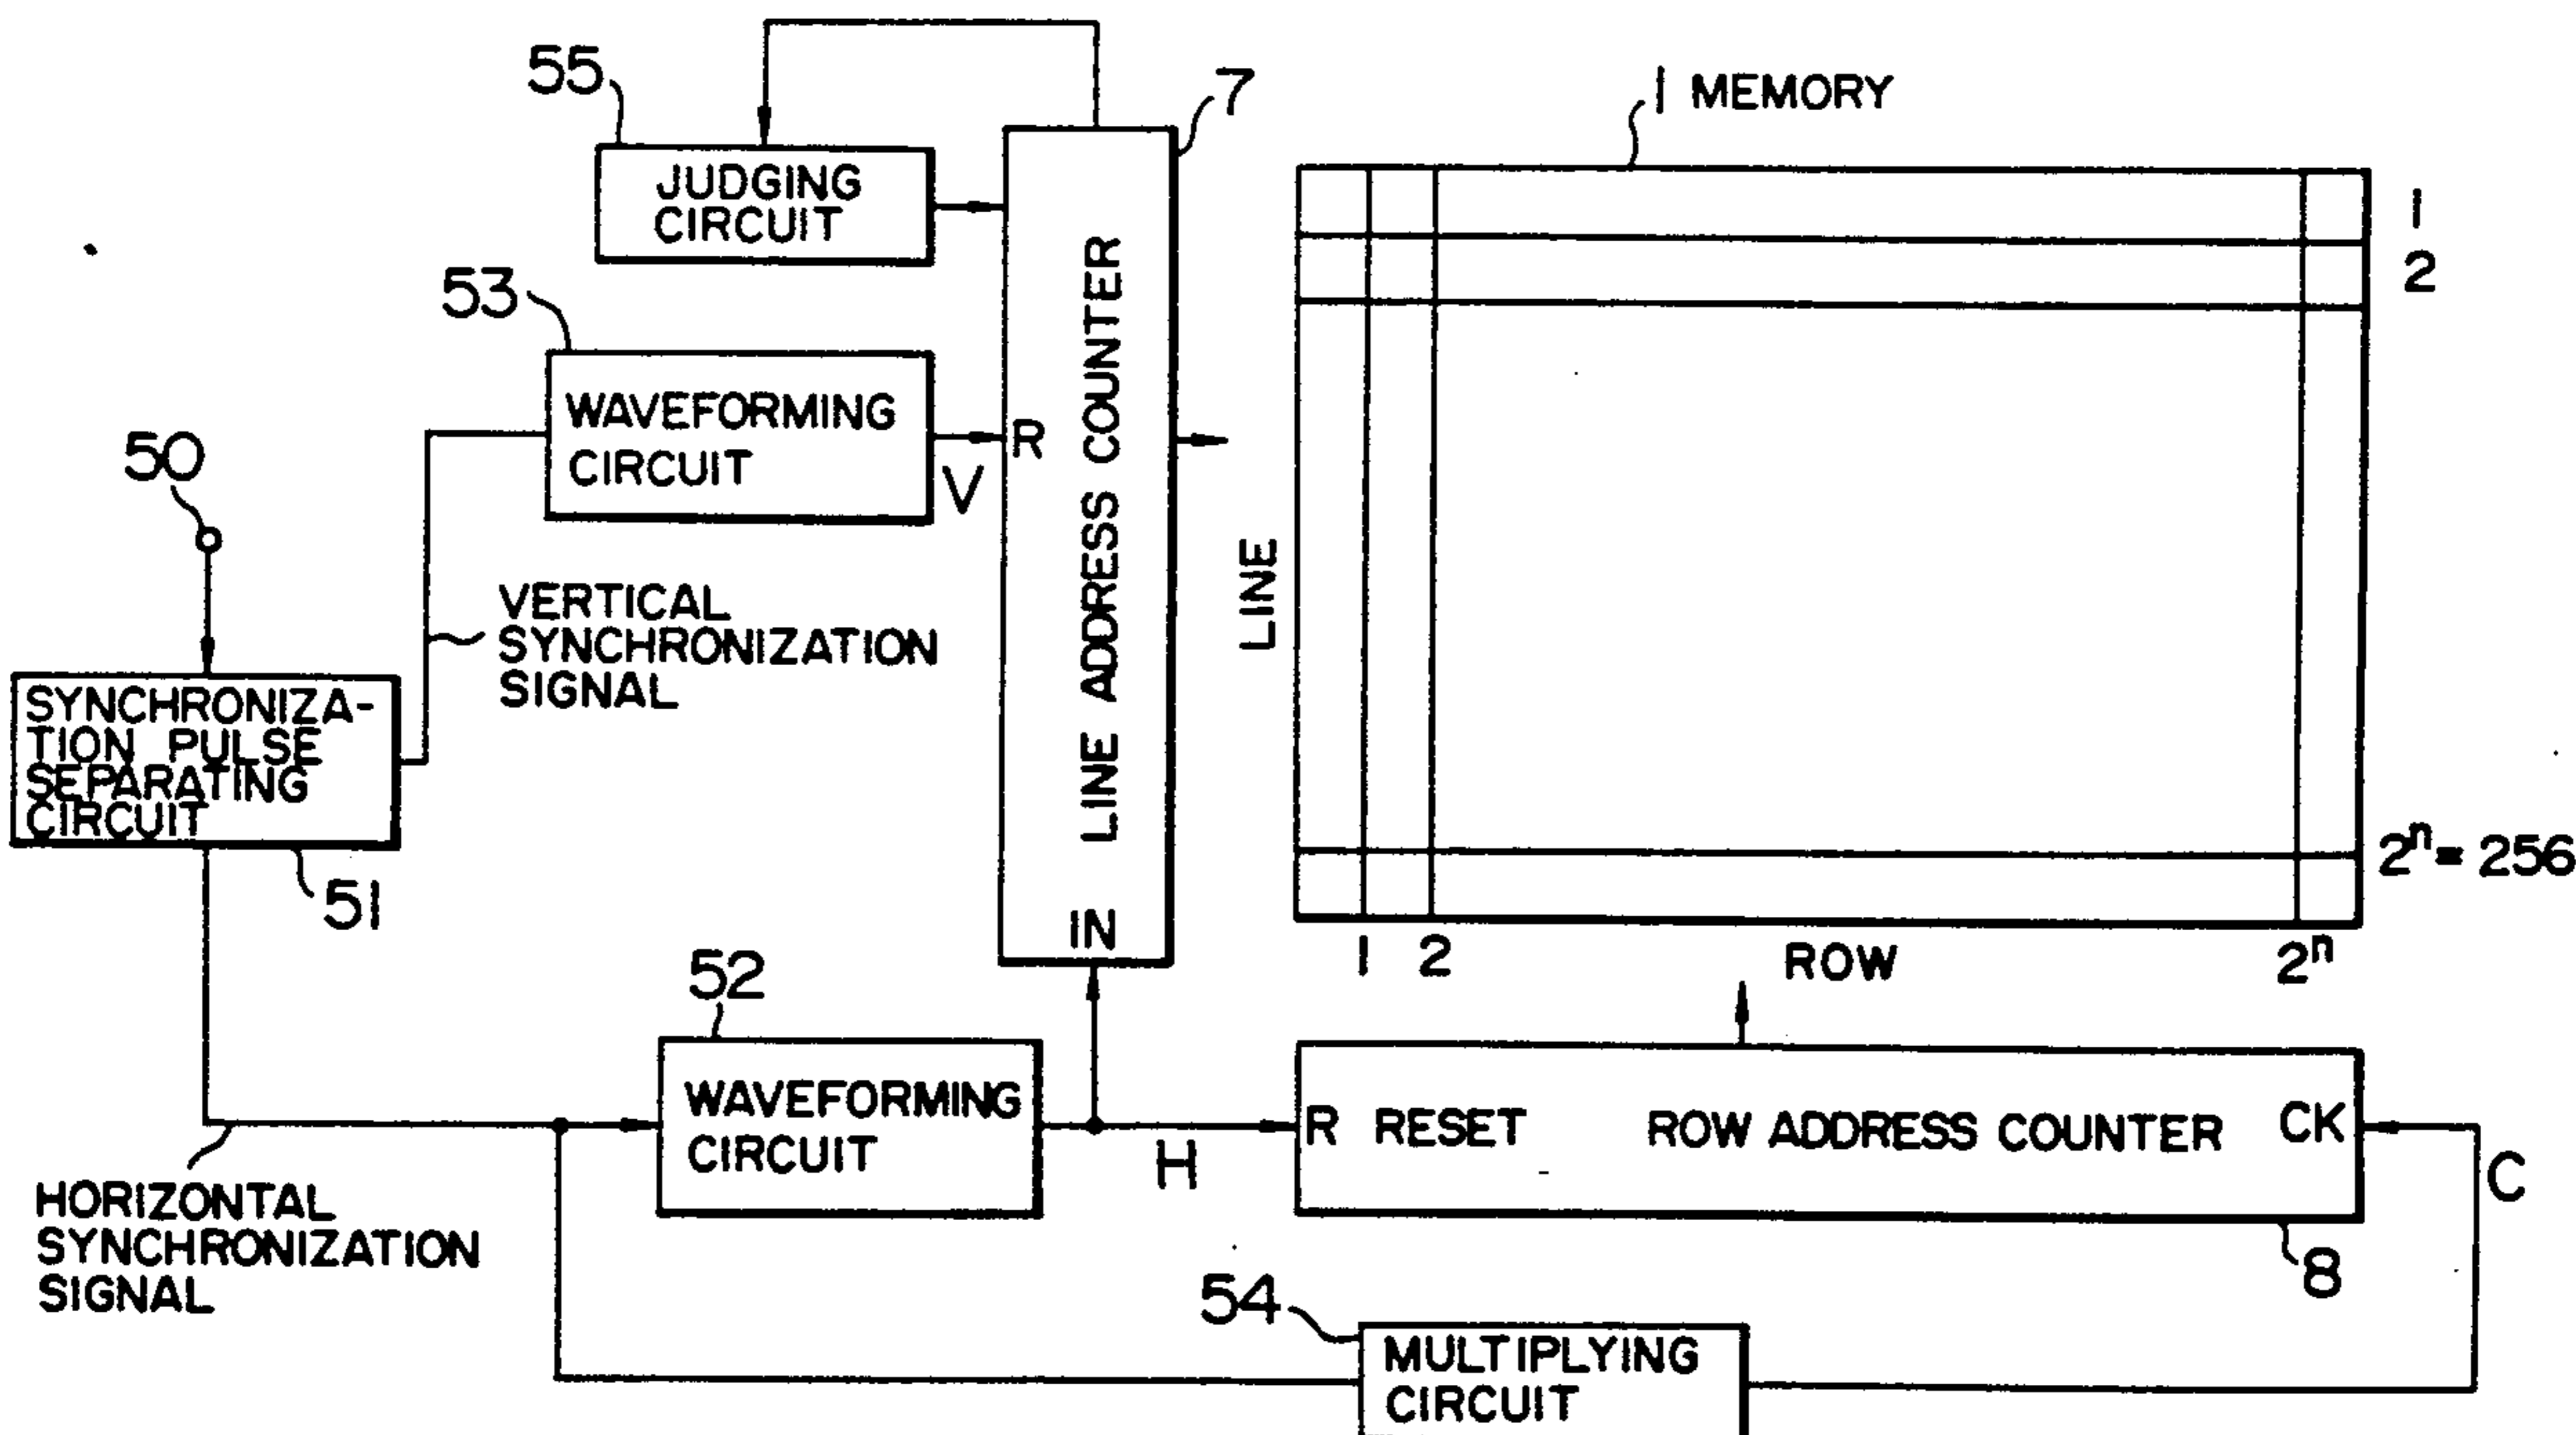 55
7
1 MEMORY
JUDGING
CIRCUIT
1
2
53
WAVEFORMING
CIRCUIT
R
V
LINE ADDRESS COUNTER
IN
LINE
50
VERTICAL
SYNCHRONIZATION
SIGNAL
SYNCHRONIZA-
TION PULSE
SEPARATING
CIRCUIT
51
2ⁿ = 256
1 2 ROW 2ⁿ
52
WAVEFORMING
CIRCUIT
H
R RESET ROW ADDRESS COUNTER CK
C
8
HORIZONTAL
SYNCHRONIZATION
SIGNAL
54
MULTIPLYING
CIRCUIT